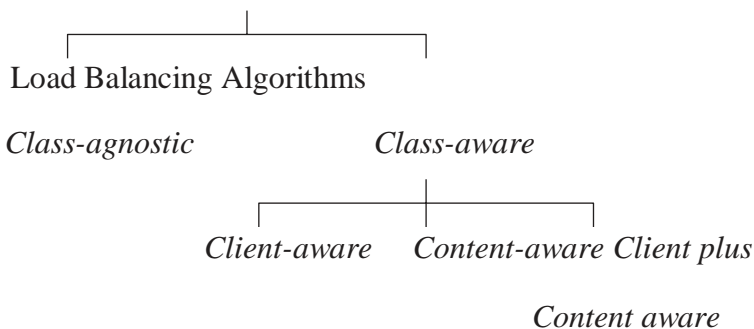 Load Balancing Algorithms
Class-agnostic Class-aware
Client-aware Content-aware Client plus
Content aware